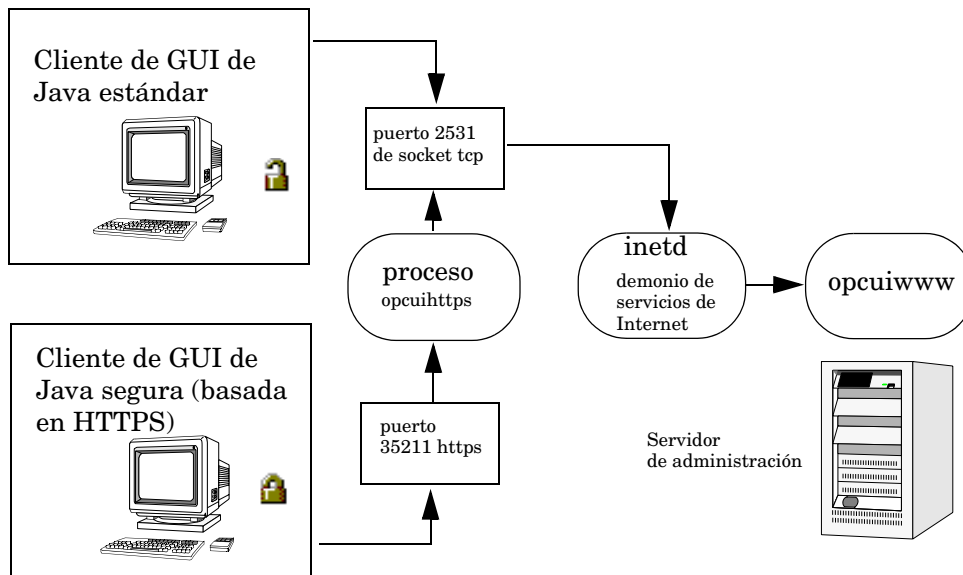 Cliente de GUI de
Java estándar
puerto 2531
de socket tcp
proceso
opcuihttps
inetd
demonio de
servicios de
Internet
opcuiwww
Cliente de GUI de
Java segura (basada
en HTTPS)
puerto
35211 https
Servidor
de administración